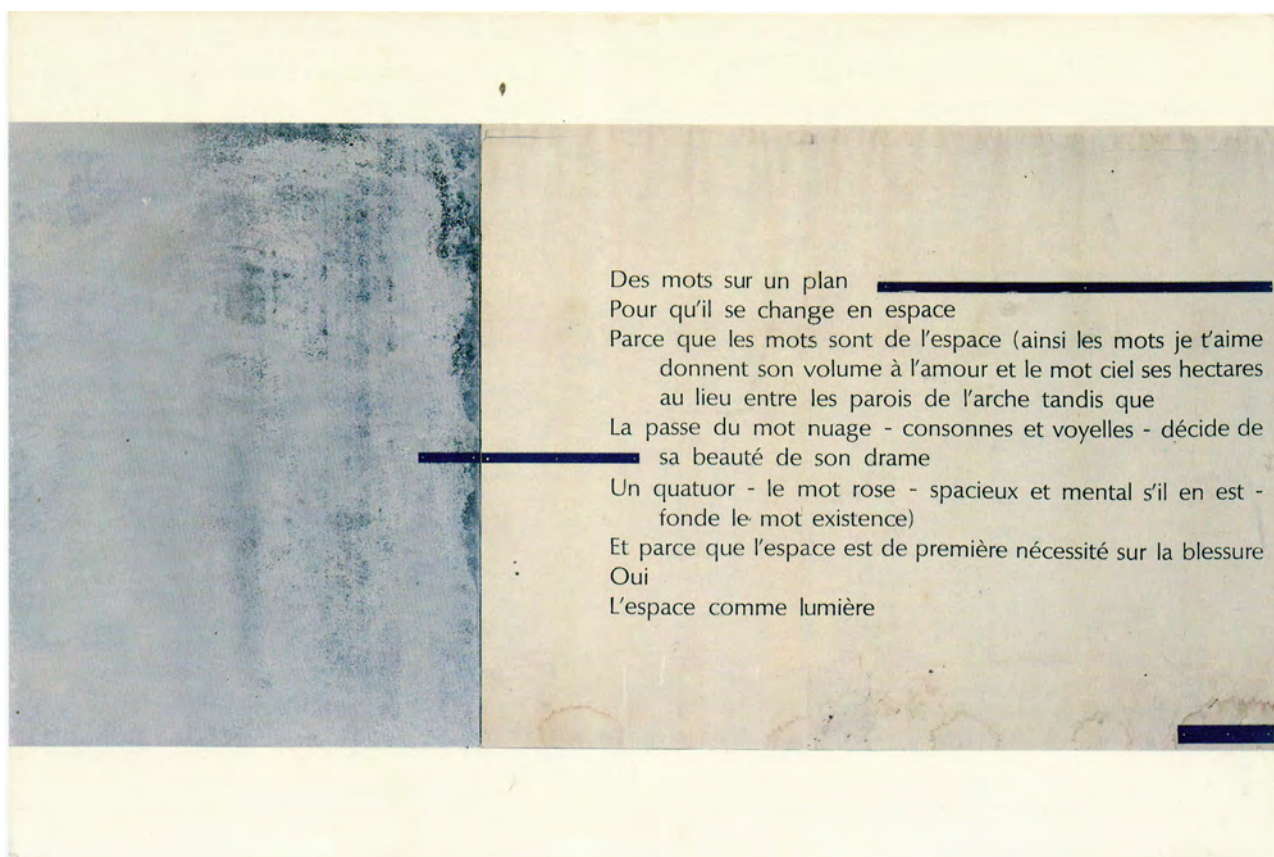 Des mots sur un plan
Pour qu'il se change en espace
Parce que les mots sont de l'espace (ainsi les mots je t'aime
donnent son volume à l'amour et le mot ciel ses hectares
au lieu entre les parois de l'arche tandis que
La passe du mot nuage - consonnes et voyelles - décide de
sa beauté de son drame
Un quatuor - le mot rose - spacieux et mental s'il en est -
fonde le mot existence)
Et parce que l'espace est de première nécessité sur la blessure
Oui
L'espace comme lumière